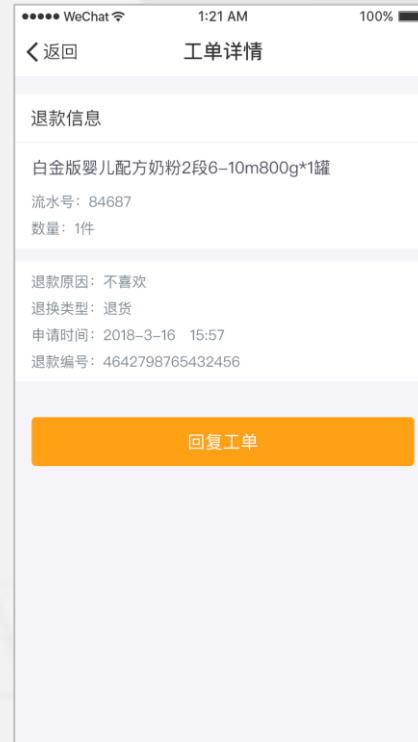 WeChat 1:21 AM 100%
返回 工单详情
退款信息
白金版婴儿配方奶粉2段6-10m800g*1罐
流水号：84687
数量：1件
退款原因：不喜欢
退换类型：退货
申请时间：2018-3-16 15:57
退款编号：4642798765432456
回复工单